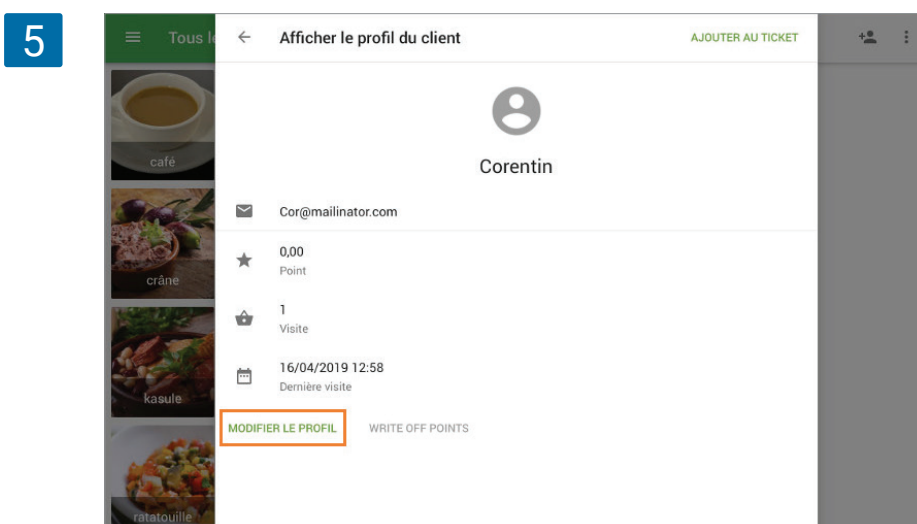 5
Tous le
Afficher le profil du client
AJOUTER AU TICKET
café
Corentin
Cor@mailinator.com
crâne
0,00
Point
1
Visite
kasule
16/04/2019 12:58
Dernière visite
MODIFIER LE PROFIL
WRITE OFF POINTS
ratatouille